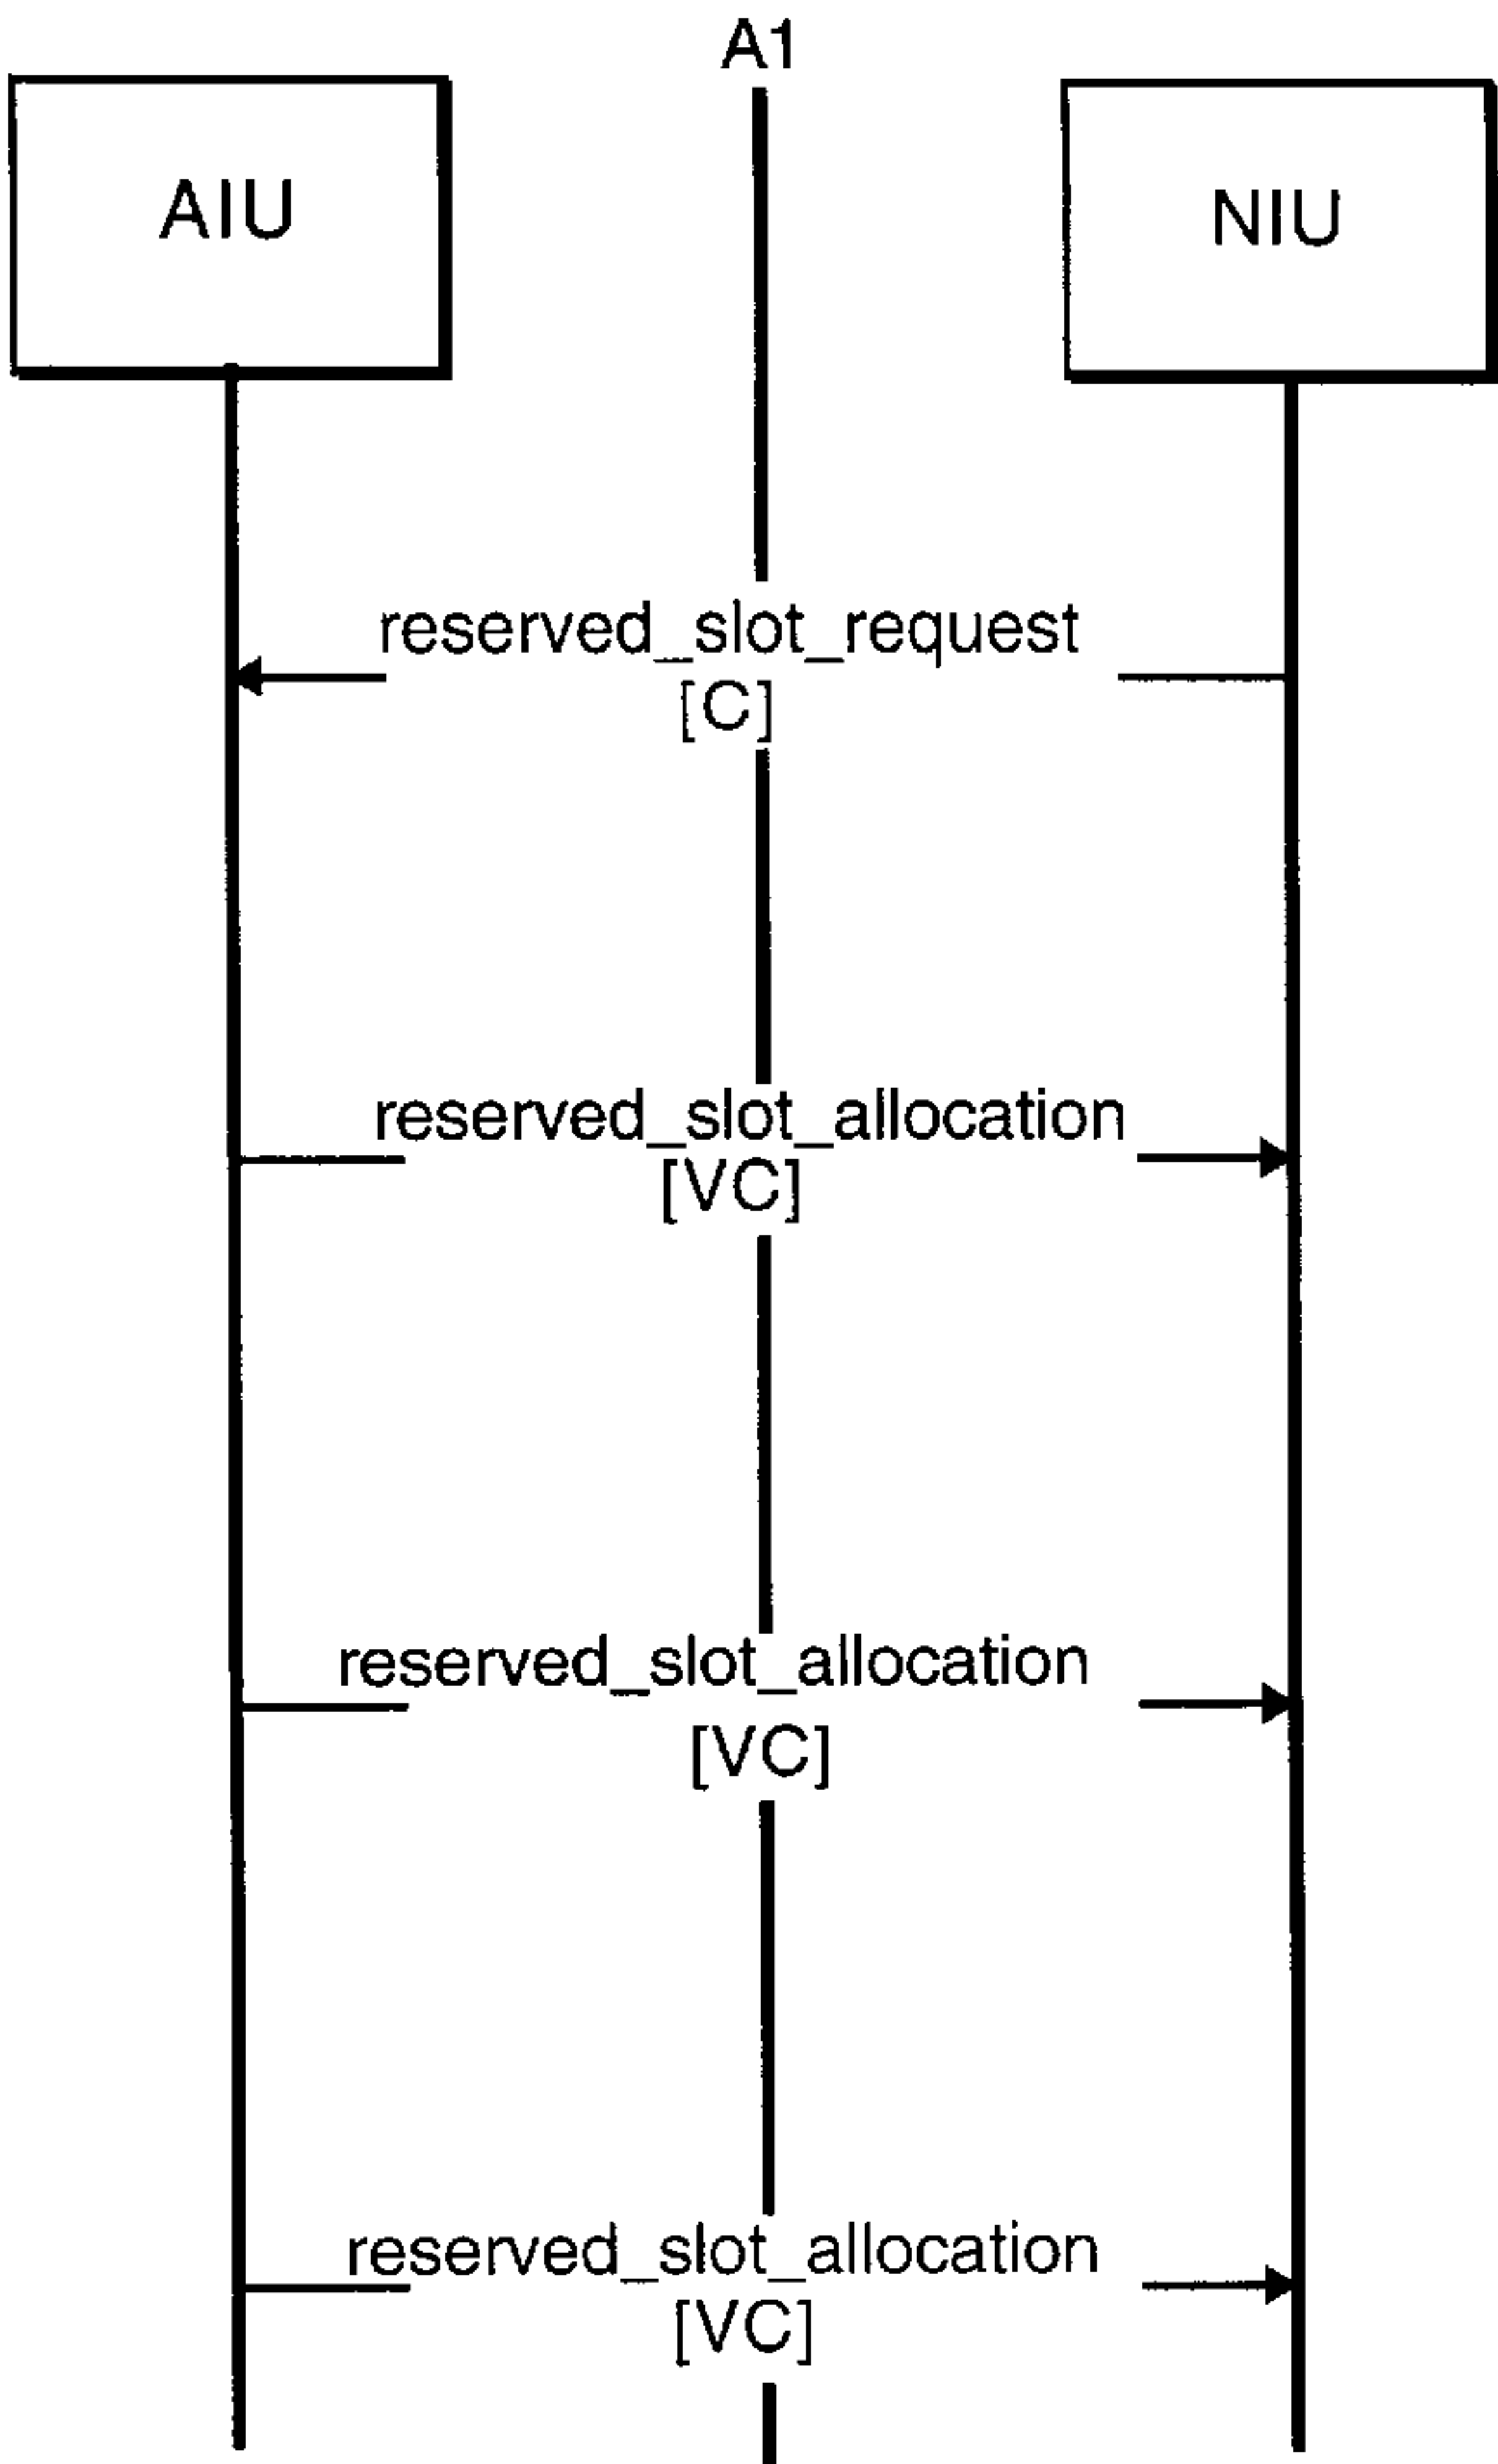 A1
AIU
NIU
reserved_slot_request
[C]
reserved_slot_allocation
[VC]
reserved_slot_allocation
[VC]
reserved_slot_allocation
[VC]